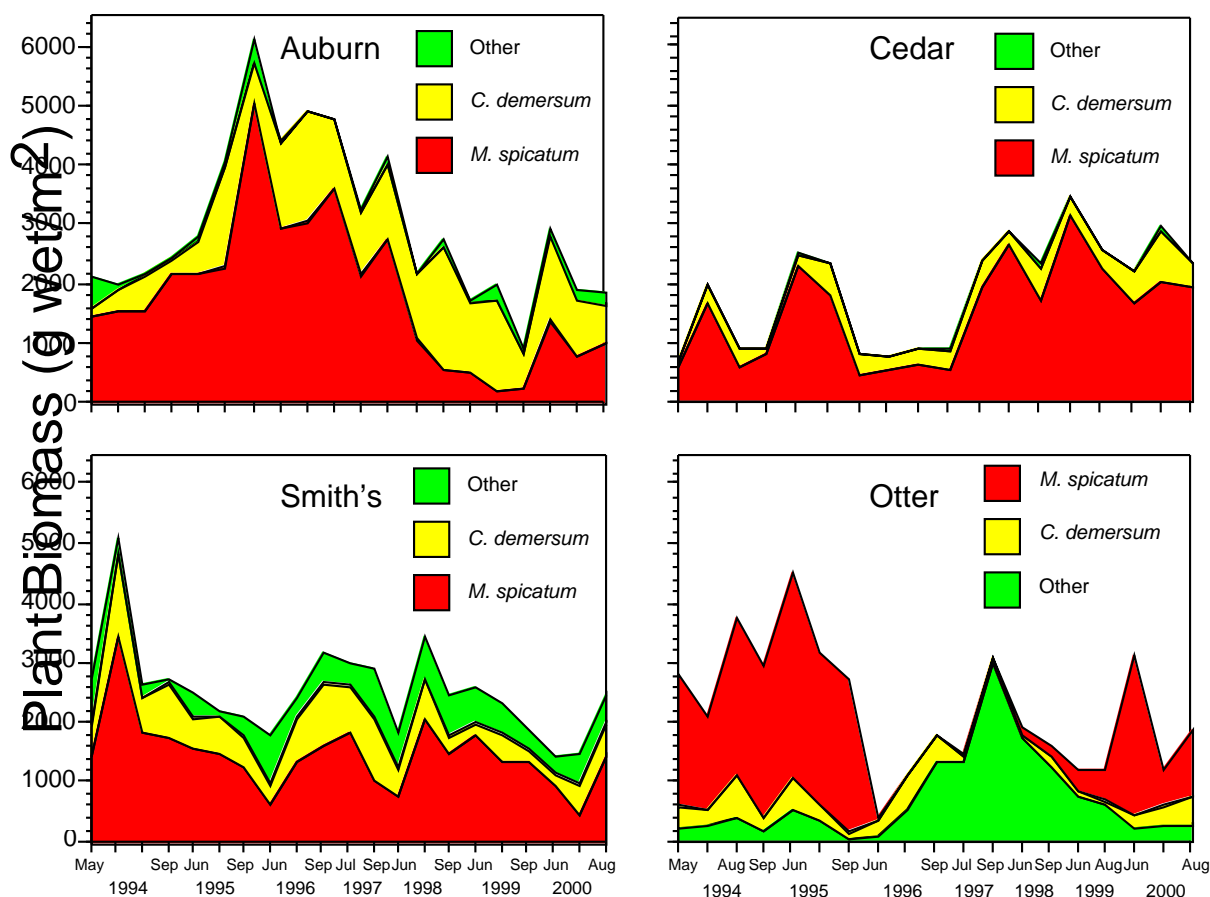 Plant Biomass (g wet/m2)
Auburn
Other
C. demersum
M. spicatum
6000
5000
4000
3000
2000
1000
0
Cedar
Other
C. demersum
M. spicatum
Smith's
Other
C. demersum
M. spicatum
6000
5000
4000
3000
2000
1000
0
May Sep Jun Sep Jun Sep Jun Sep Jun Sep Jun Aug
1994 1995 1996 1997 1998 1999 2000
Otter
M. spicatum
C. demersum
Other
May Aug Sep Jun Sep Jun Sep Jul Sep Jun Sep Jun Aug Jun Aug
1994 1995 1996 1997 1998 1999 2000